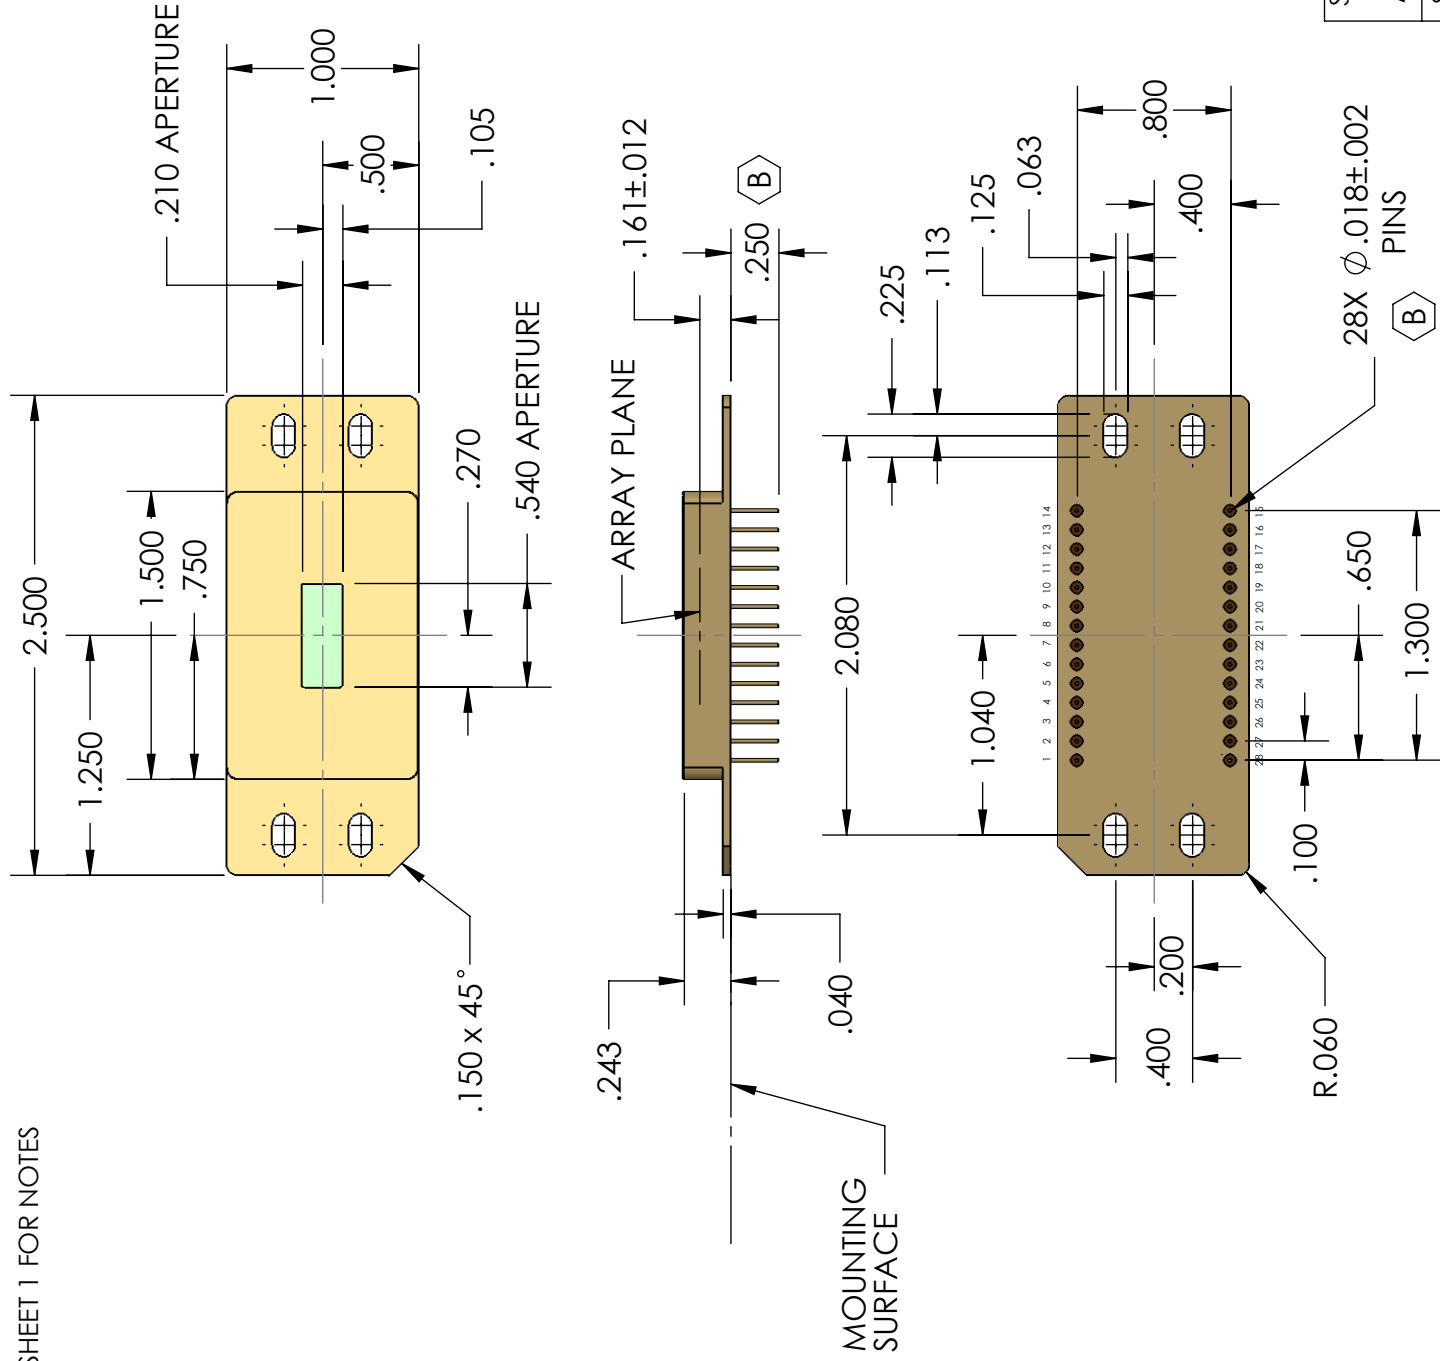 SHEET 1 FOR NOTES
2.500
1.250
1.500
.750
.210 APERTURE
1.000
.500
.105
.270
.540 APERTURE
.150 x 45°
ARRAY PLANE
.161±.012
.250
B
.243
.040
MOUNTING
SURFACE
2.080
1.040
.225
.113
.125
.063
.800
.400
1 2 3 4 5 6 7 8 9 10 11 12 13 14
28 27 26 25 24 23 22 21 20 19 18 17 16 15
28X ⌀.018±.002
PINS
B
.650
1.300
.100
.200
.400
R.060